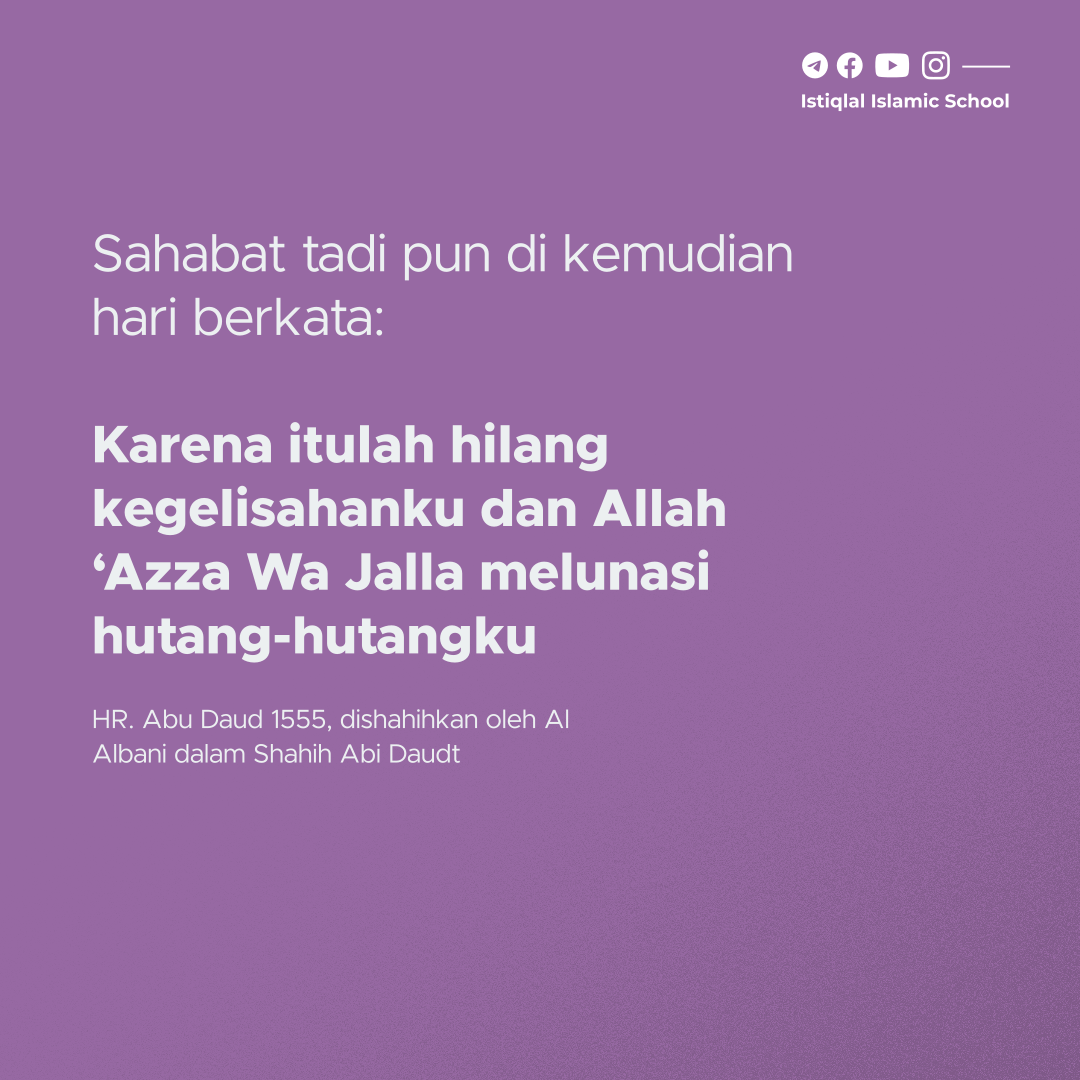 Istiqlal Islamic School
Sahabat tadi pun di kemudian
hari berkata:
Karena itulah hilang
kegelisahanku dan Allah
‘Azza Wa Jalla melunasi
hutang-hutangku
HR. Abu Daud 1555, dishahihkan oleh Al
Albani dalam Shahih Abi Daudt